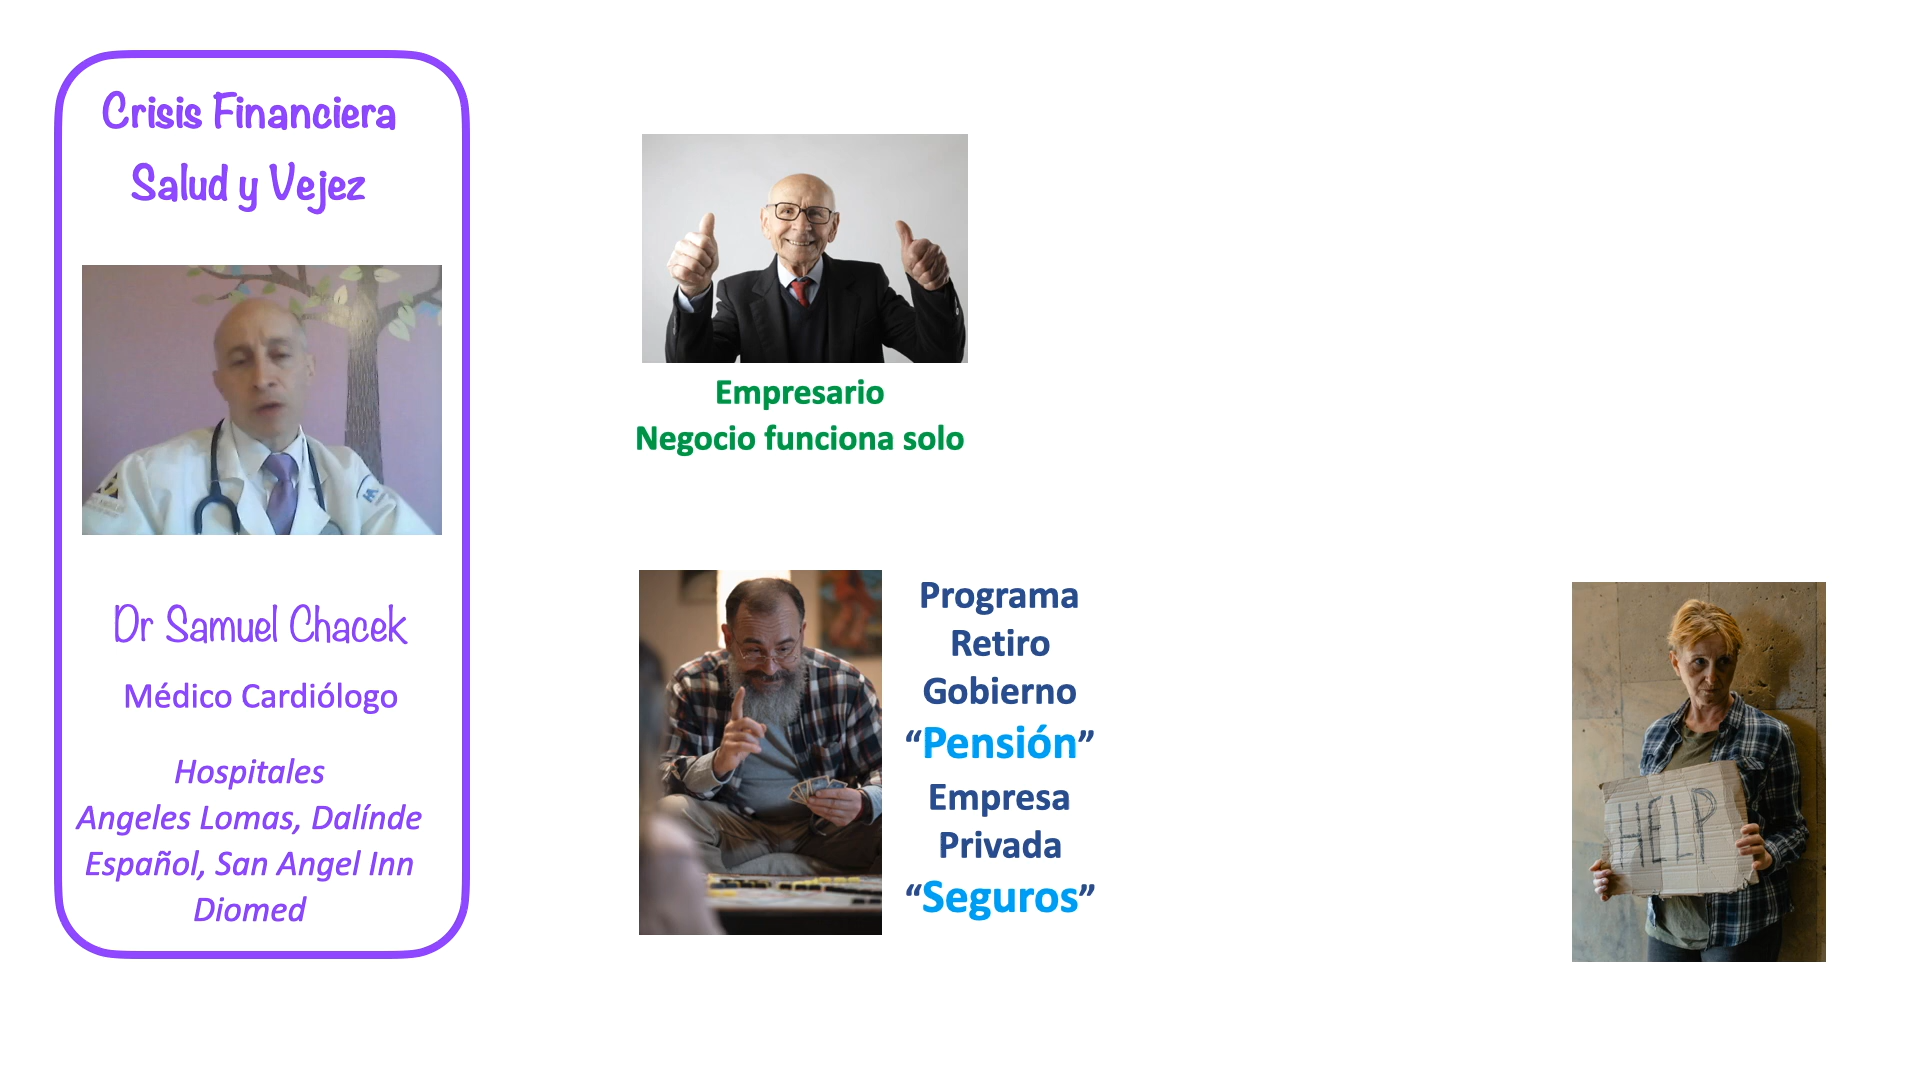 Crisis Financiera
Salud y Vejez
Dr Samuel Chacek
Médico Cardiólogo
Hospitales
Angeles Lomas, Dalínde
Español, San Angel Inn
Diomed
Empresario
Negocio funciona solo
Programa
Retiro
Gobierno
“Pensión”
Empresa
Privada
“Seguros”
HELP